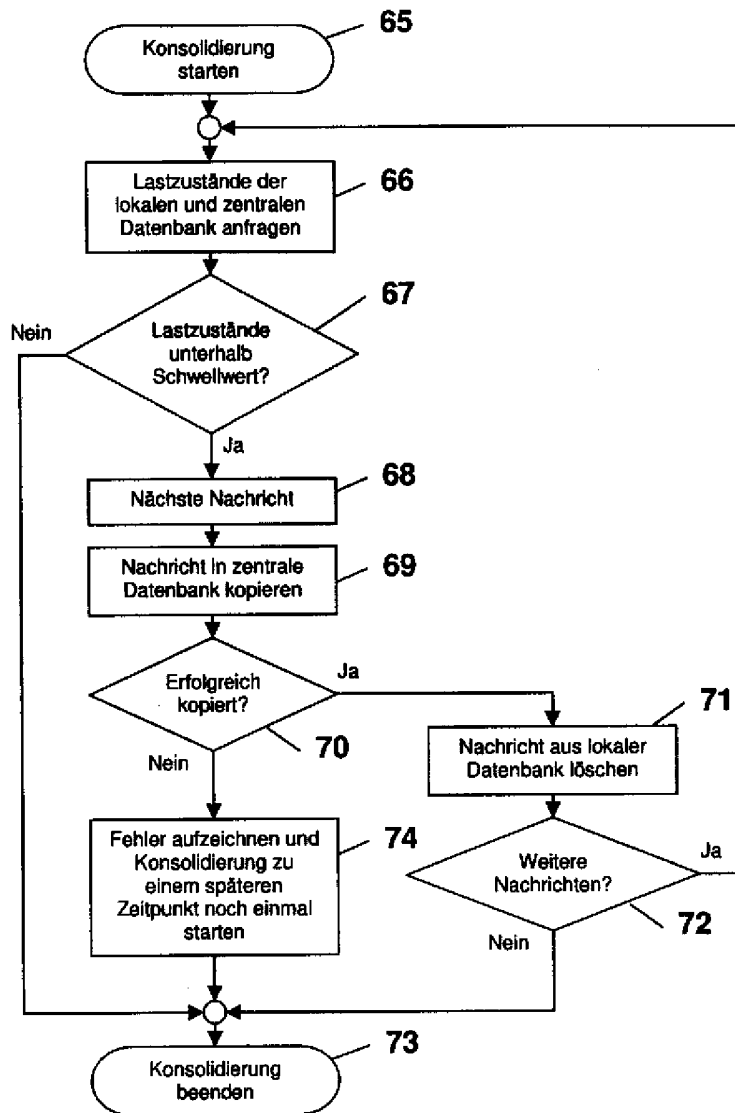 65
Konsolidierung
starten
66
Lastzustände der
lokalen und zentralen
Datenbank anfragen
67
Nein
Lastzustände
unterhalb
Schwellwert?
Ja
68
Nächste Nachricht
69
Nachricht in zentrale
Datenbank kopieren
Erfolgreich
kopiert?
Ja
70
Nein
71
Nachricht aus lokaler
Datenbank löschen
74
Fehler aufzeichnen und
Konsolidierung zu
einem späteren
Zeitpunkt noch einmal
starten
Weitere
Nachrichten?
Ja
72
Nein
73
Konsolidierung
beenden